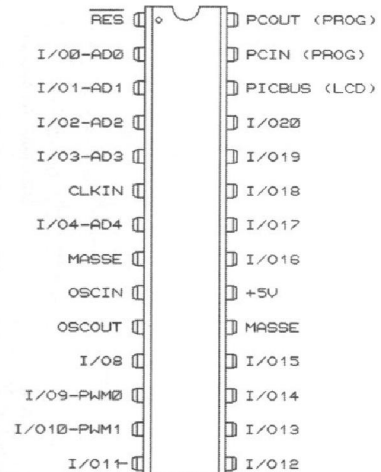 RES PCOUT (PROG)
I/O0-AD0 PCIN (PROG)
I/O1-AD1 PICBUS (LCD)
I/O2-AD2 I/O20
I/O3-AD3 I/O19
CLKIN I/O18
I/O4-AD4 I/O17
MASSE I/O16
OSCIN +5V
OSCOUT MASSE
I/O8 I/O15
I/O9-PWM0 I/O14
I/O10-PWM1 I/O13
I/O11- I/O12